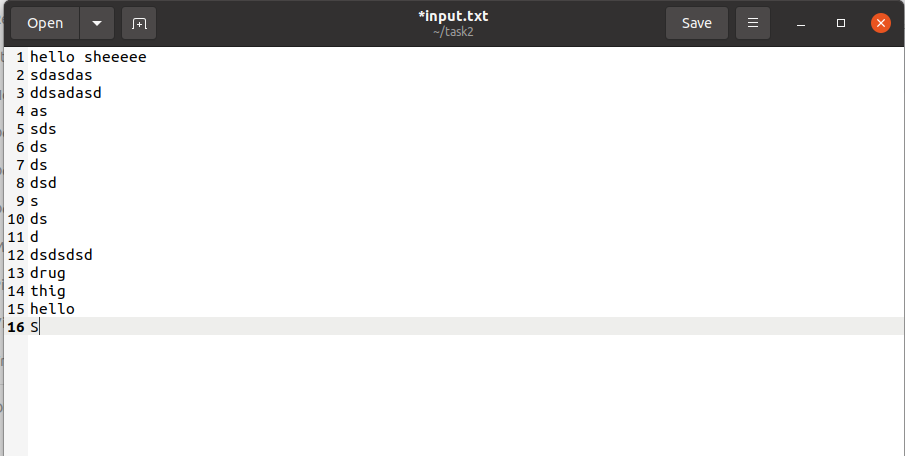 Open
*input.txt
~/task2
Save
1 hello sheeeee
2 sdasdas
3 ddsadasd
4 as
5 sds
6 ds
7 ds
8 dsd
9 s
10 ds
11 d
12 dsdsdsd
13 drug
14 thig
15 hello
16 S